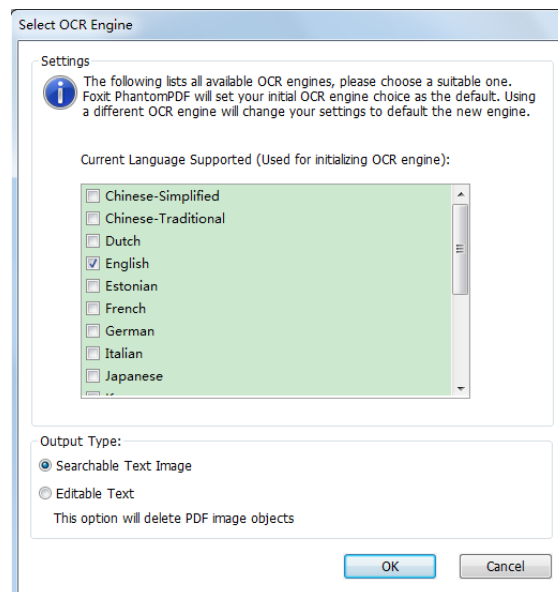 Select OCR Engine
Settings
The following lists all available OCR engines, please choose a suitable one.
Foxit PhantomPDF will set your initial OCR engine choice as the default. Using
a different OCR engine will change your settings to default the new engine.
Current Language Supported (Used for initializing OCR engine):
Chinese-Simplified
Chinese-Traditional
Dutch
English
Estonian
French
German
Italian
Japanese
Output Type:
Searchable Text Image
Editable Text
This option will delete PDF image objects
OK Cancel